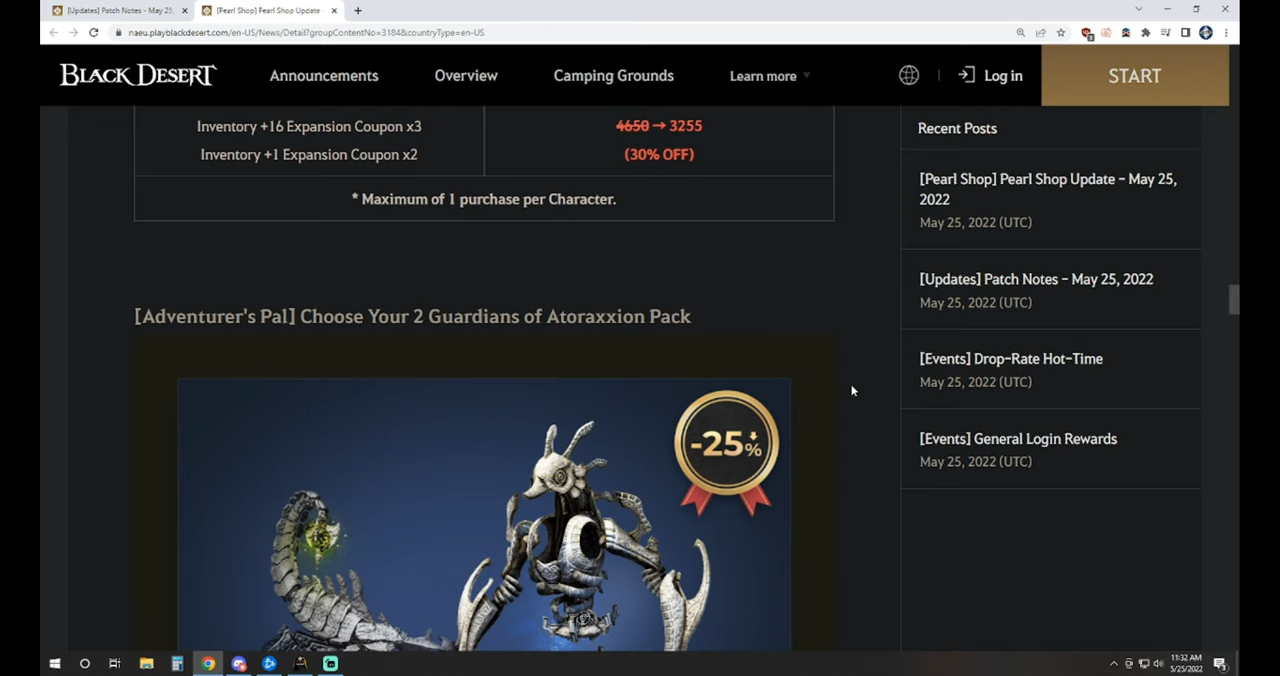 [Updates] Patch Notes - May 25,
[Pearl Shop] Pearl Shop Update -
naeu.playblackdesert.com/en-US/News/Detail?groupContentNo=3184&countryType=en-US
BLACK DESERT
Announcements
Overview
Camping Grounds
Learn more
Log in
START
Inventory +16 Expansion Coupon x3
Inventory +1 Expansion Coupon x2
4650 → 3255
(30% OFF)
* Maximum of 1 purchase per Character.
[Adventurer's Pal] Choose Your 2 Guardians of Atoraxxion Pack
-25%
Recent Posts
[Pearl Shop] Pearl Shop Update – May 25,
2022
May 25, 2022 (UTC)
[Updates] Patch Notes – May 25, 2022
May 25, 2022 (UTC)
[Events] Drop-Rate Hot-Time
May 25, 2022 (UTC)
[Events] General Login Rewards
May 25, 2022 (UTC)
11:32 AM
5/25/2022